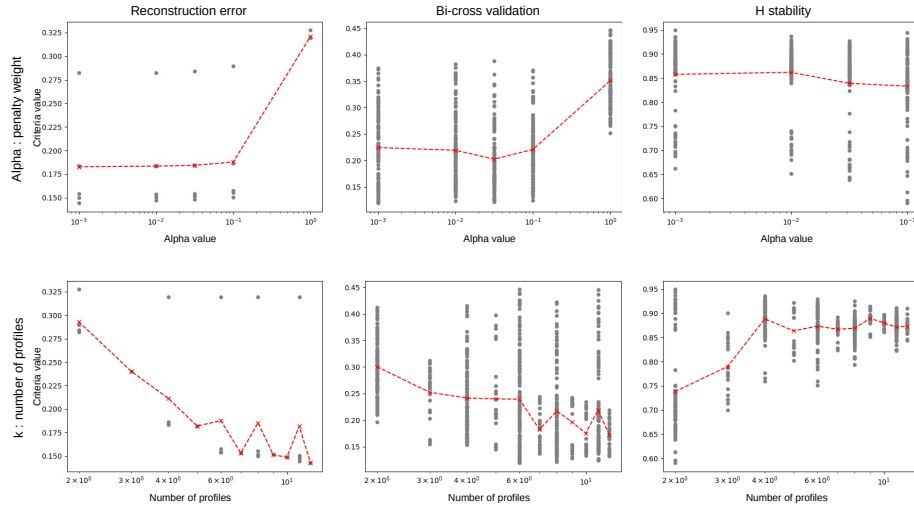 Reconstruction error
Bi-cross validation
H stability
Alpha : penalty weight
Criteria value
0.325
0.300
0.275
0.250
0.225
0.200
0.175
0.150
10⁻³
10⁻²
10⁻¹
10⁰
Alpha value
0.45
0.40
0.35
0.30
0.25
0.20
0.15
10⁻³
10⁻²
10⁻¹
10⁰
Alpha value
0.95
0.90
0.85
0.80
0.75
0.70
0.65
0.60
10⁻³
10⁻²
10⁻¹
Alpha value
k : number of profiles
Criteria value
0.325
0.300
0.275
0.250
0.225
0.200
0.175
0.150
2 × 10⁰
3 × 10⁰
4 × 10⁰
6 × 10⁰
10¹
Number of profiles
0.45
0.40
0.35
0.30
0.25
0.20
0.15
2 × 10⁰
3 × 10⁰
4 × 10⁰
6 × 10⁰
10¹
Number of profiles
0.95
0.90
0.85
0.80
0.75
0.70
0.65
0.60
2 × 10⁰
3 × 10⁰
4 × 10⁰
6 × 10⁰
10¹
Number of profiles